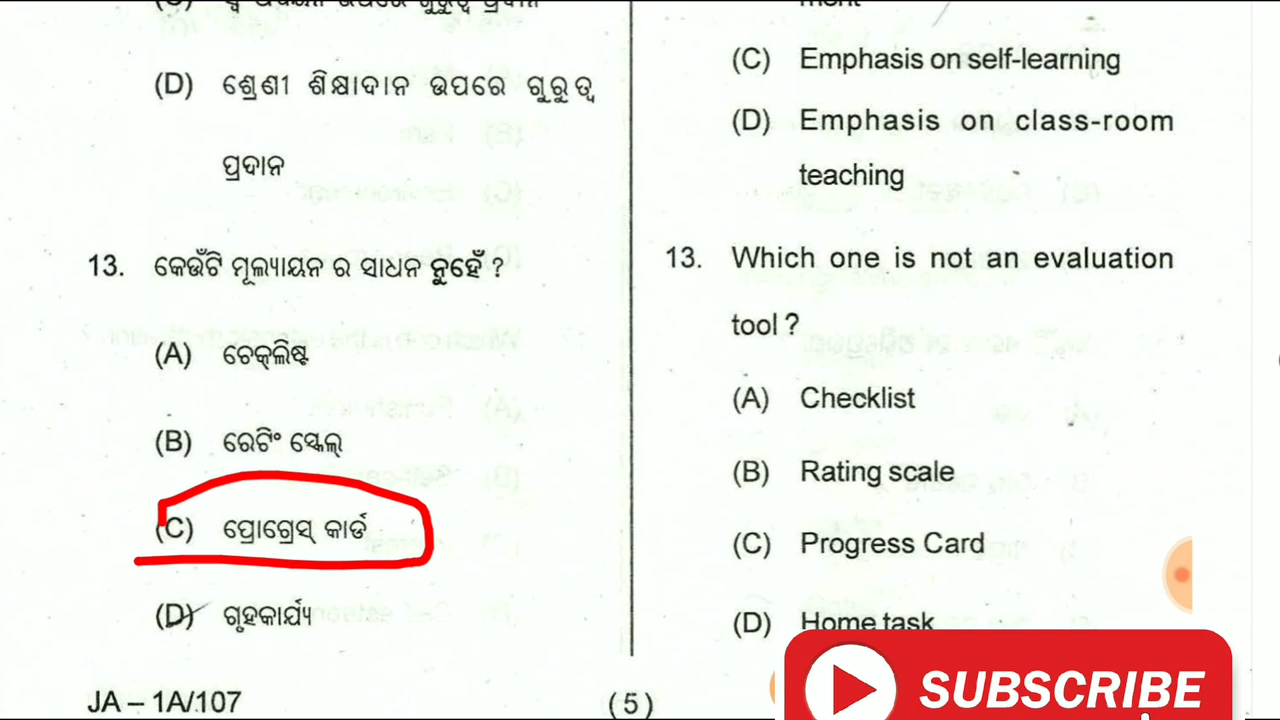 (D) ଶ୍ରେଣୀ ଶିକ୍ଷାଦାନ ଉପରେ ଗୁରୁତ୍ୱ
ପ୍ରଦାନ
13. କେଉଁଟି ମୂଲ୍ୟାୟନ ର ସାଧନ ନୁହେଁ ?
(A) ଚେକ୍‌ଲିଷ୍ଟ
(B) ରେଟିଂ ସ୍କେଲ୍
(C) ପ୍ରୋଗ୍ରେସ୍ କାର୍ଡ
(D) ଗୃହକାର୍ଯ୍ୟ
JA – 1A/107
(5)
(C) Emphasis on self-learning
(D) Emphasis on class-room
teaching
13. Which one is not an evaluation
tool ?
(A) Checklist
(B) Rating scale
(C) Progress Card
(D) Home task
SUBSCRIBE